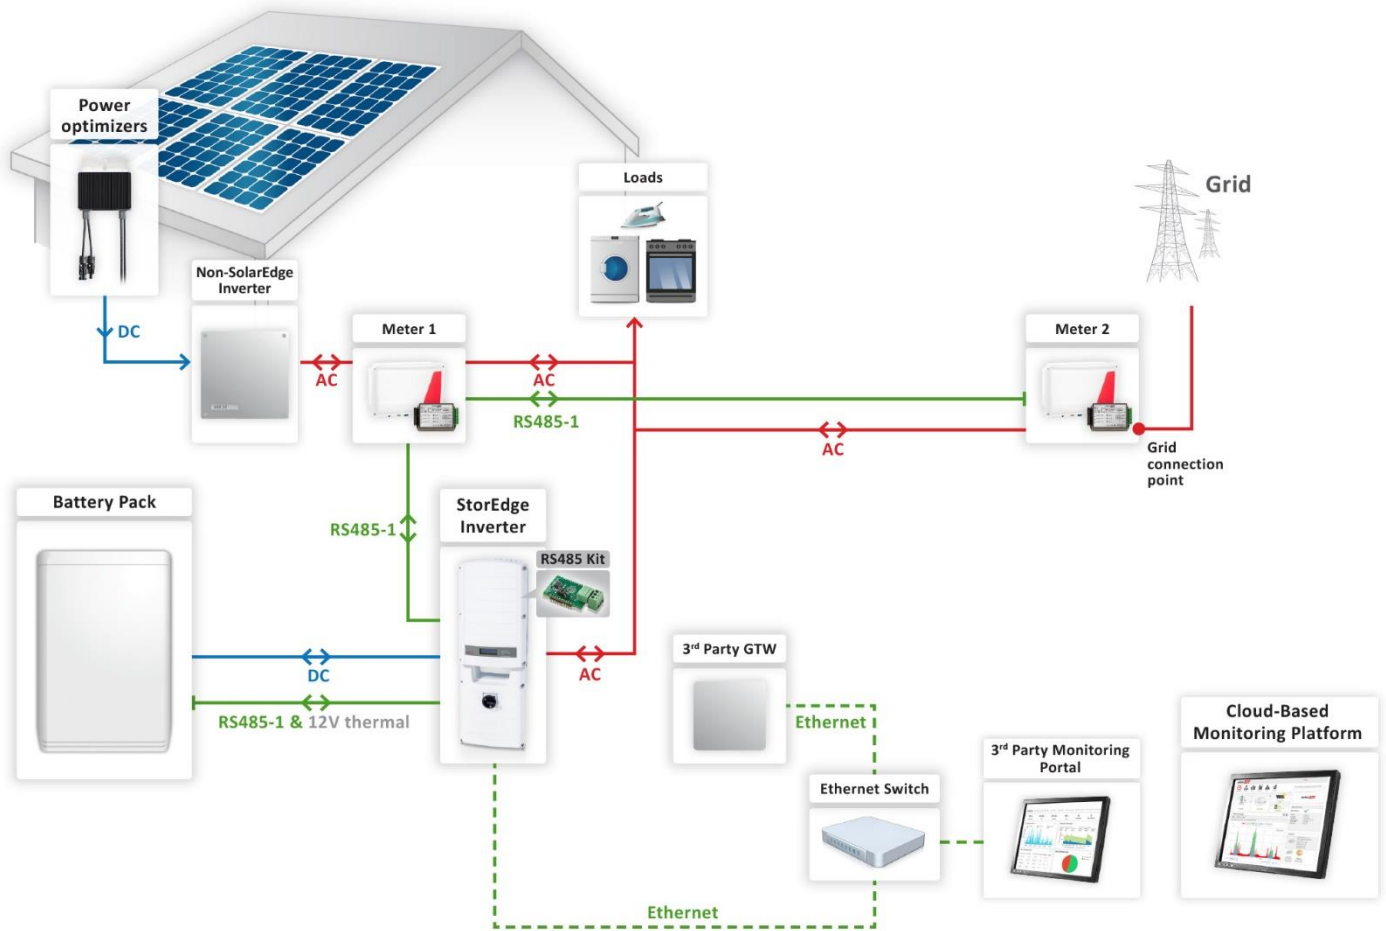 Power
optimizers
Loads
Grid
Non-SolarEdge
Inverter
DC
Meter 1
Meter 2
AC
AC
RS485-1
AC
Grid
connection
point
Battery Pack
StorEdge
Inverter
RS485-1
RS485 Kit
DC
AC
RS485-1 & 12V thermal
3rd Party GTW
Ethernet
Cloud-Based
Monitoring Platform
3rd Party Monitoring
Portal
Ethernet Switch
Ethernet